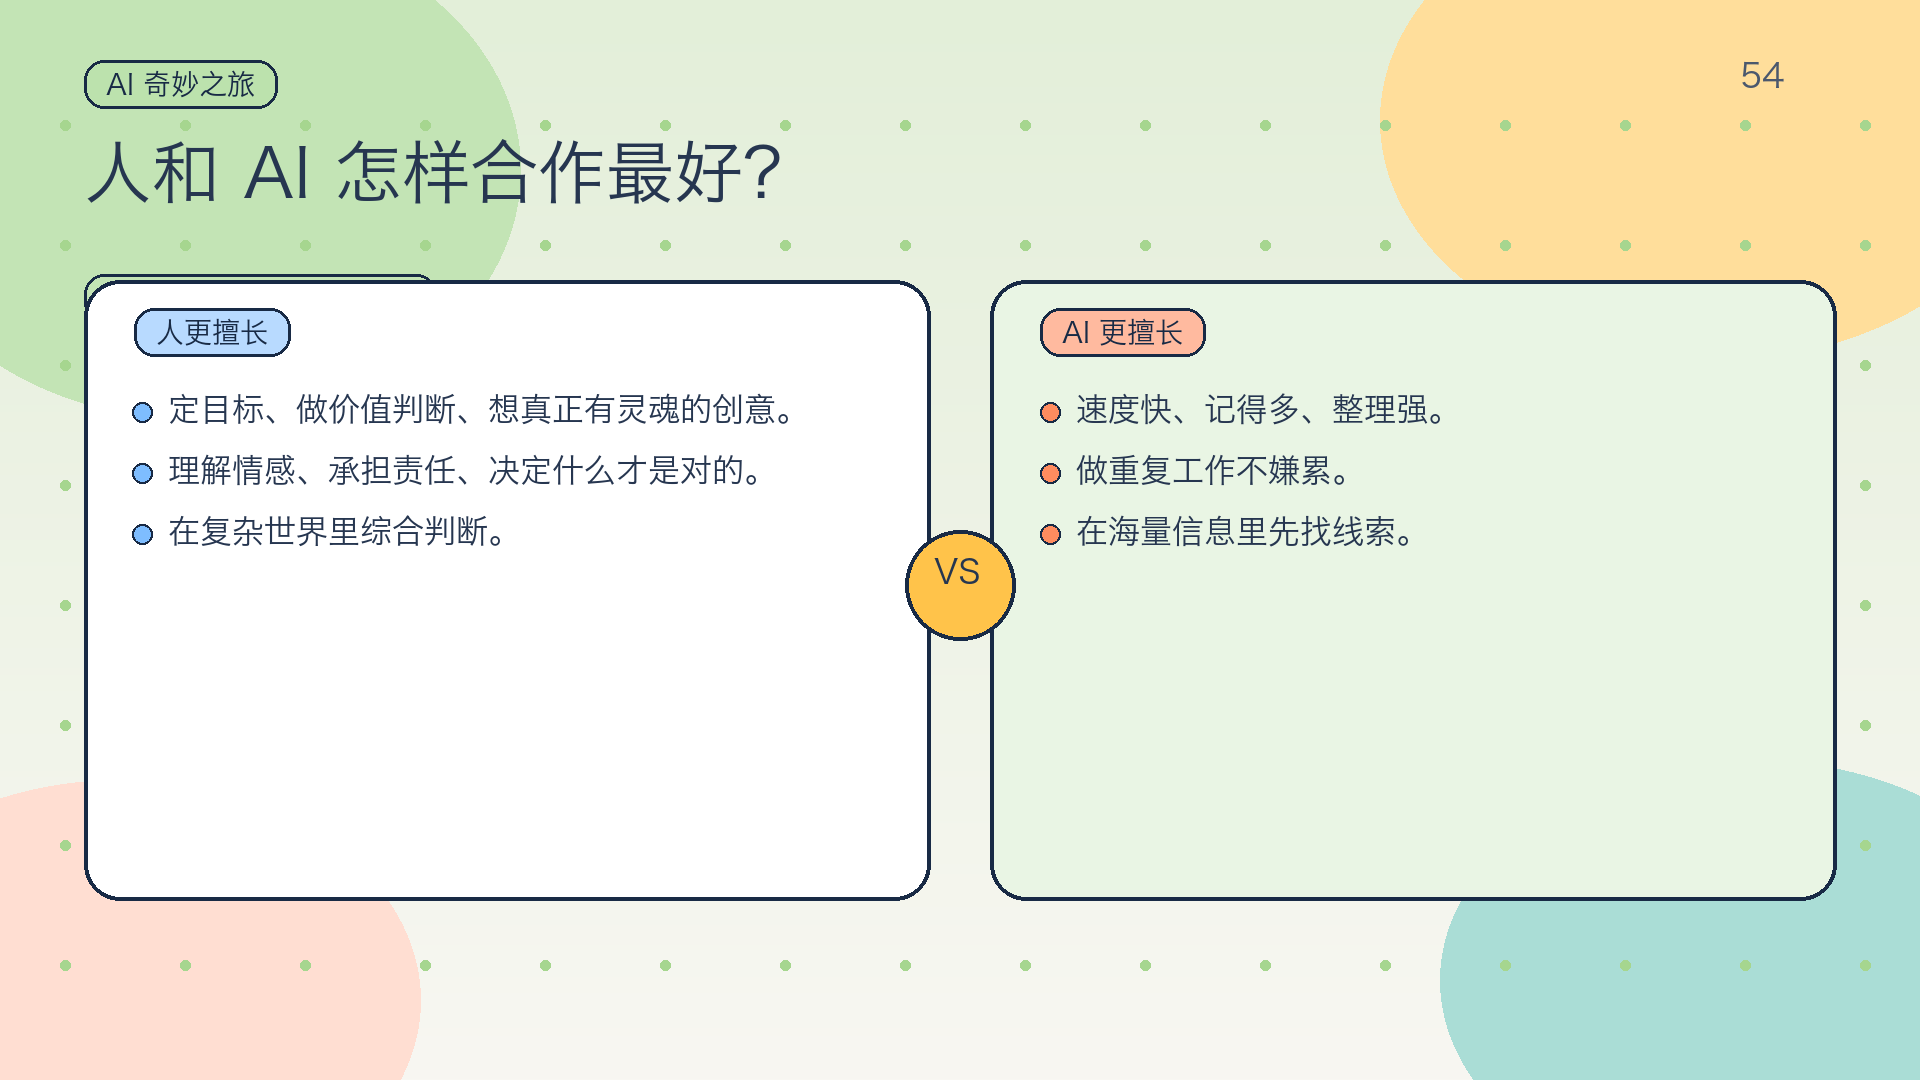 AI 奇妙之旅
54
人和 AI 怎样合作最好?
人更擅长
定目标、做价值判断、想真正有灵魂的创意。
理解情感、承担责任、决定什么才是对的。
在复杂世界里综合判断。
VS
AI 更擅长
速度快、记得多、整理强。
做重复工作不嫌累。
在海量信息里先找线索。